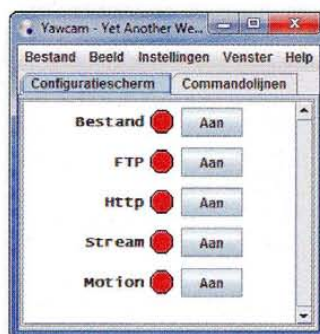 Yawcam - Yet Another We...
Bestand Beeld Instellingen Venster Help
Configuratiescherm Commandolijnen
Bestand Aan
FTP Aan
Http Aan
Stream Aan
Motion Aan